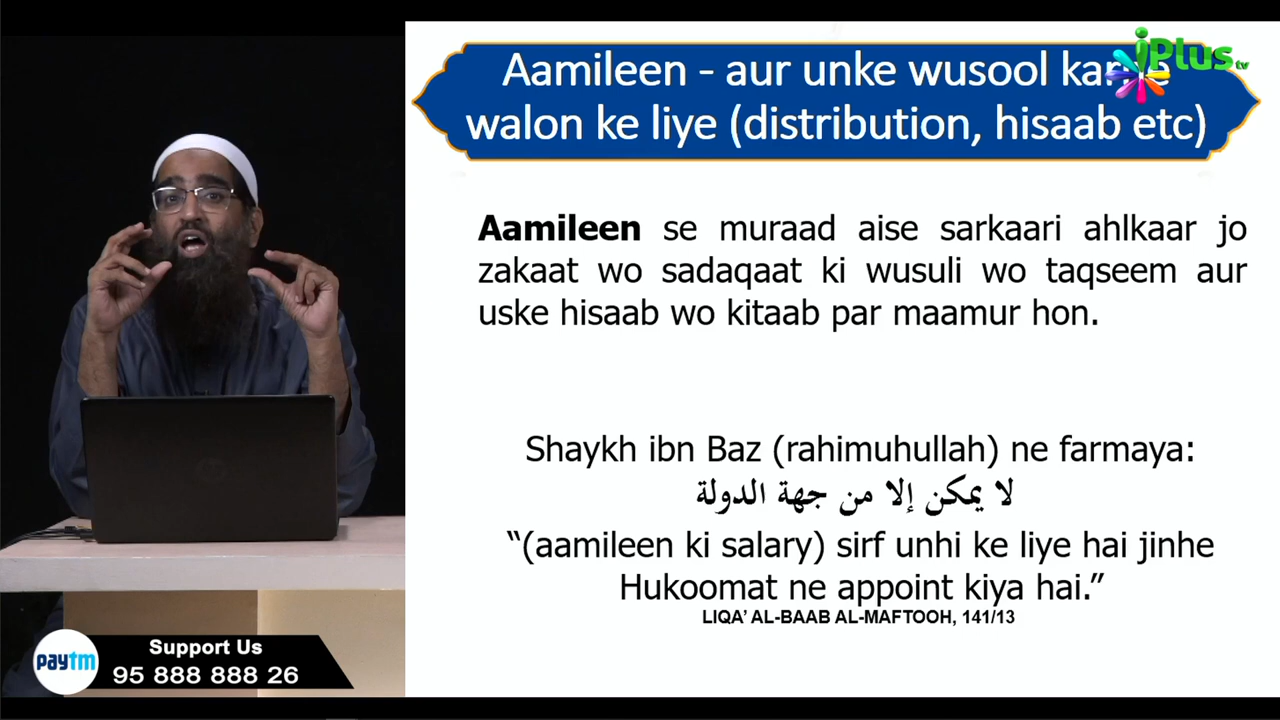 Aamileen - aur unke wusool karne
walon ke liye (distribution, hisaab etc)
iPlus tv
Aamileen se muraad aise sarkaari ahlkaar jo
zakaat wo sadaqaat ki wusuli wo taqseem aur
uske hisaab wo kitaab par maamur hon.
Shaykh ibn Baz (rahimuhullah) ne farmaya:
لا يمكن إلا من جهة الدولة
“(aamileen ki salary) sirf unhi ke liye hai jinhe
Hukoomat ne appoint kiya hai.”
LIQA’ AL-BAAB AL-MAFTOOH, 141/13
paytm
Support Us
95 888 888 26